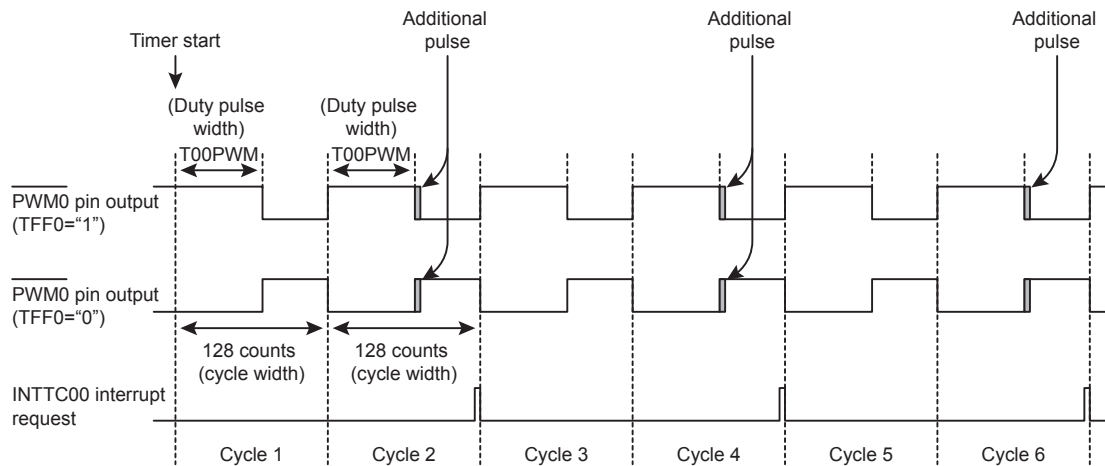 Additional
pulse
Additional
pulse
Additional
pulse
Timer start
(Duty pulse
width)
T00PWM
(Duty pulse
width)
T00PWM
PWM0 pin output
(TFF0=“1”)
PWM0 pin output
(TFF0=“0”)
128 counts
(cycle width)
128 counts
(cycle width)
INTTC00 interrupt
request
Cycle 1 Cycle 2 Cycle 3 Cycle 4 Cycle 5 Cycle 6